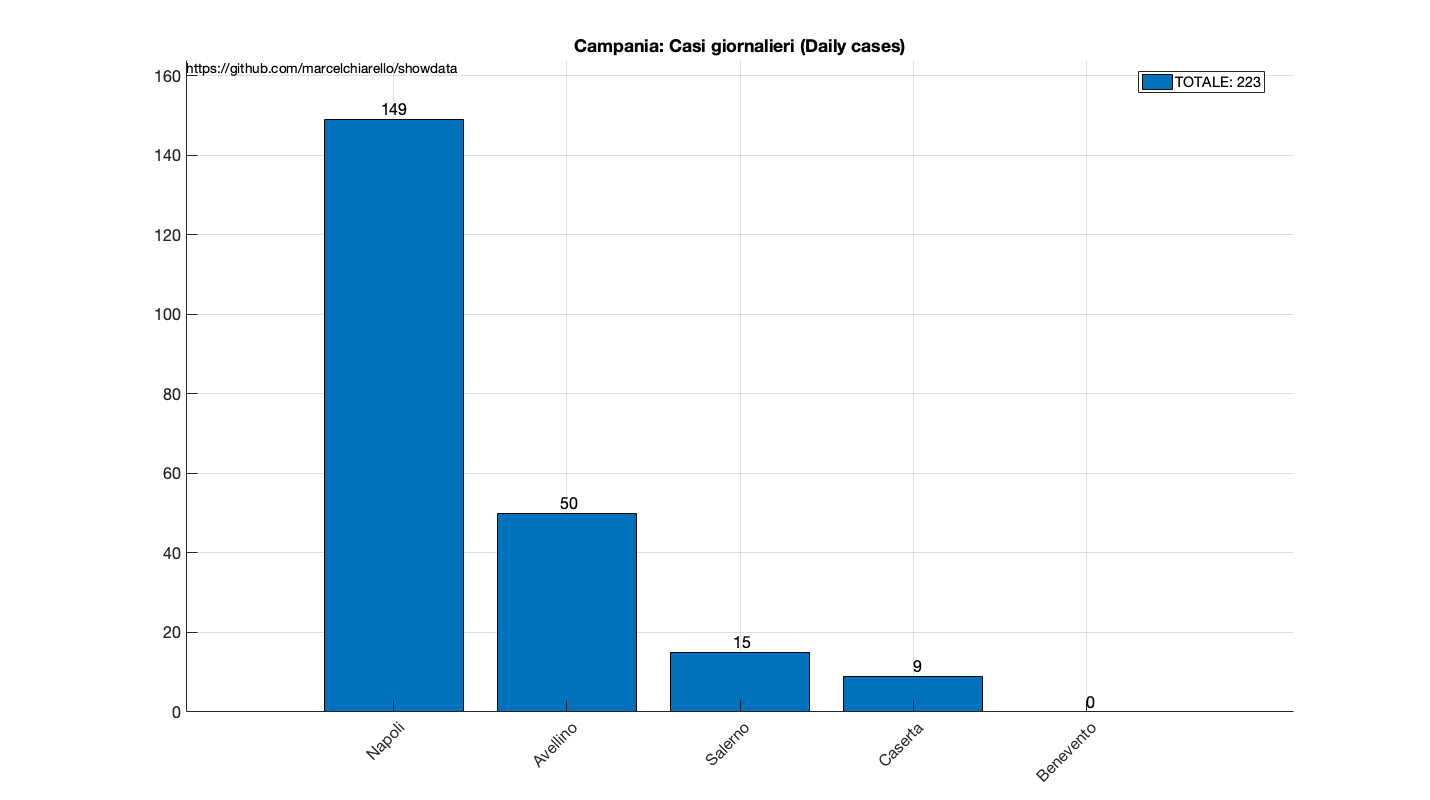 Campania: Casi giornalieri (Daily cases)
https://github.com/marcelchiarello/showdata
TOTALE: 223
160
140
120
100
80
60
40
20
0
149
50
15
9
0
Napoli
Avellino
Salerno
Caserta
Benevento